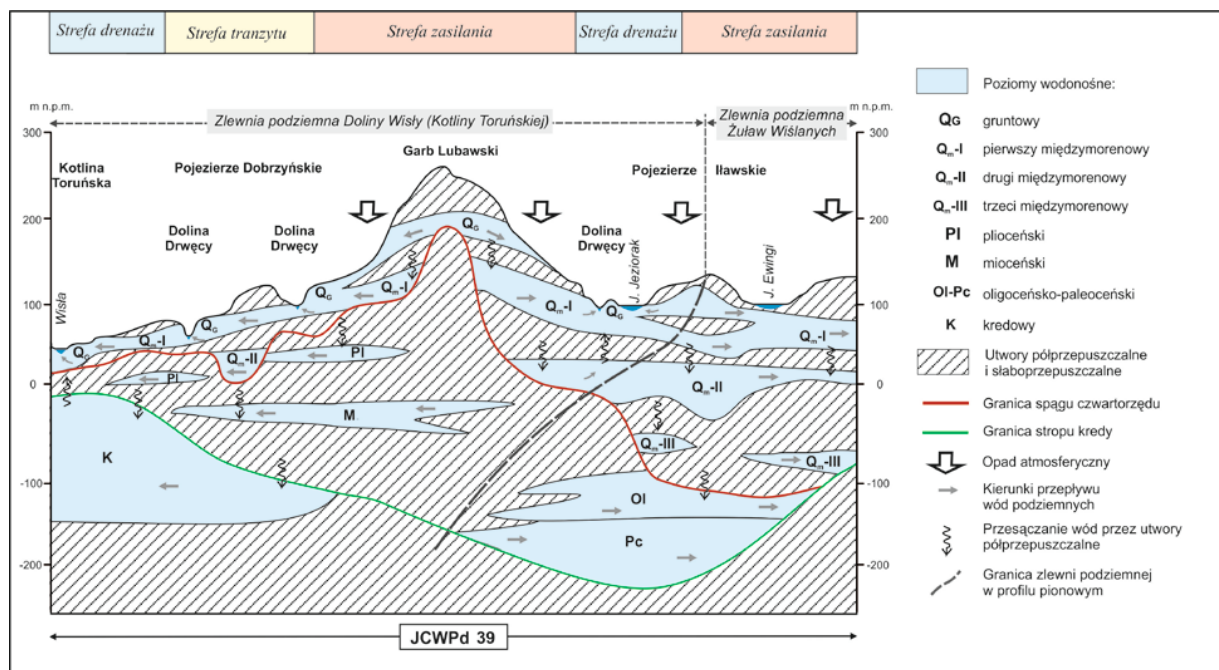 Strefa drenażu
Strefa tranzytu
Strefa zasilania
Strefa drenażu
Strefa zasilania
m n.p.m.
m n.p.m.
Zlewnia podziemna Doliny Wisły (Kotliny Toruńskiej)
Zlewnia podziemna
Żuław Wiślanych
300
200
100
0
-100
-200
300
200
100
0
-100
-200
Kotlina
Toruńska
Pojezierze Dobrzyńskie
Garb Lubawski
Pojezierze
Iławskie
Dolina
Drwęcy
Dolina
Drwęcy
Dolina
Drwęcy
Wisła
J. Jeziorak
J. Ewingi
QG
Qm-I
QG
QG
Qm-I
QG
Qm-I
QG
Qm-I
Qm-II
Pl
Pl
Qm-II
M
Qm-III
Qm-III
K
Ol
Pc
JCWPd 39
Poziomy wodonośne:
QG gruntowy
Qm-I pierwszy międzymorenowy
Qm-II drugi międzymorenowy
Qm-III trzeci międzymorenowy
Pl plioceński
M mioceński
Ol-Pc oligoceńsko-paleoceński
K kredowy
Utwory półprzepuszczalne
i słaboprzepuszczalne
Granica spągu czwartorzędu
Granica stropu kredy
Opad atmosferyczny
Kierunki przepływu
wód podziemnych
Przesączanie wód przez utwory
półprzepuszczalne
Granica zlewni podziemnej
w profilu pionowym